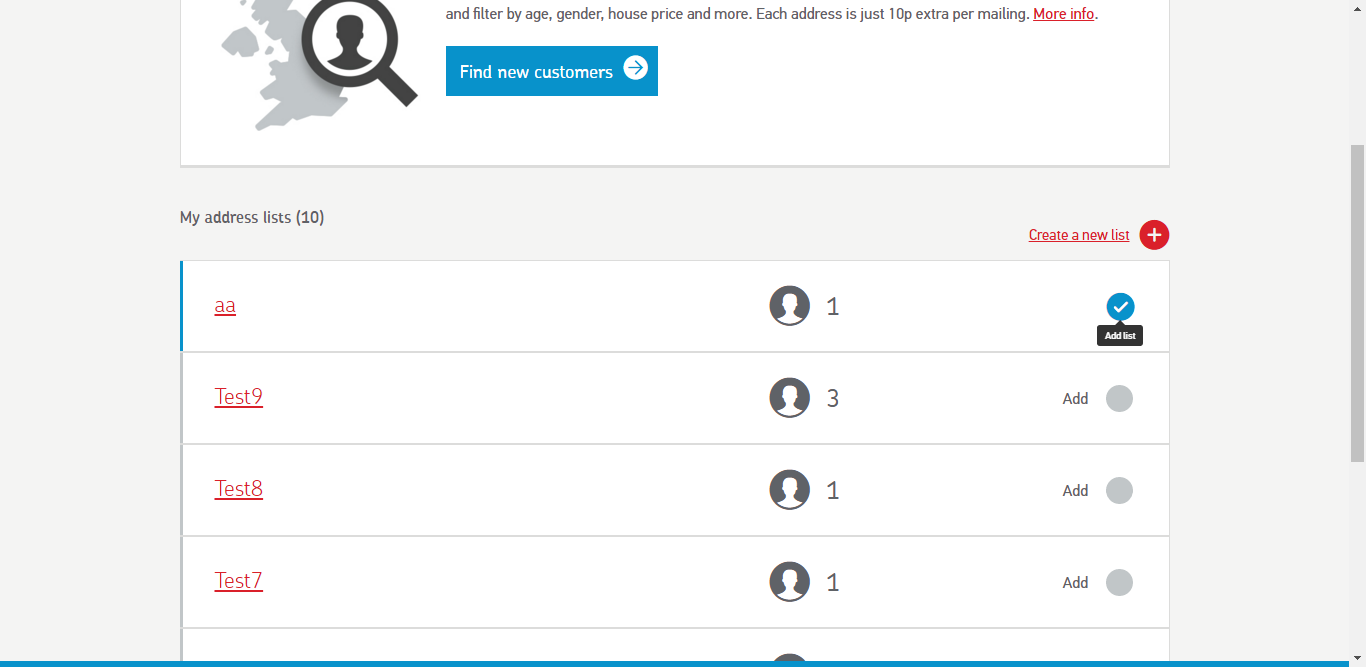 and filter by age, gender, house price and more. Each address is just 10p extra per mailing. More info.
Find new customers
My address lists (10)
Create a new list
aa
1
Add list
Test9
3
Add
Test8
1
Add
Test7
1
Add